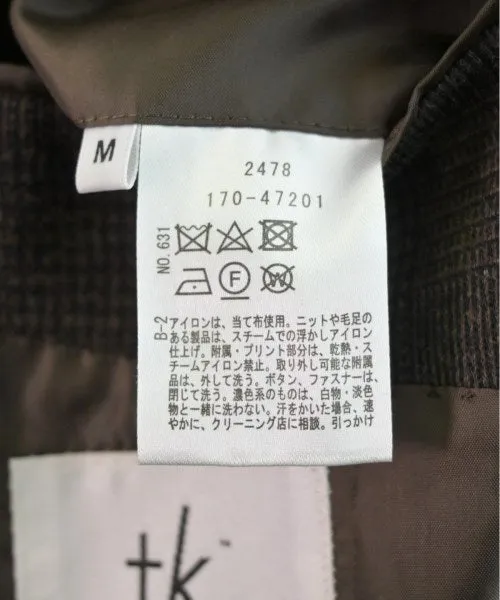 M
2478
170-47201
NO.631
F
W
B-2
アイロンは、当て布使用。ニットや毛足の
ある製品は、スチームでの浮かしアイロン
仕上げ。附属・プリント部分は、乾熱・ス
チームアイロン禁止。取り外し可能な附属
品は、外して洗う。ボタン、ファスナーは、
閉じて洗う。濃色系のものは、白物・淡色
物と一緒に洗わない。汗をかいた場合、速
やかに、クリーニング店に相談。引っかけ
tk